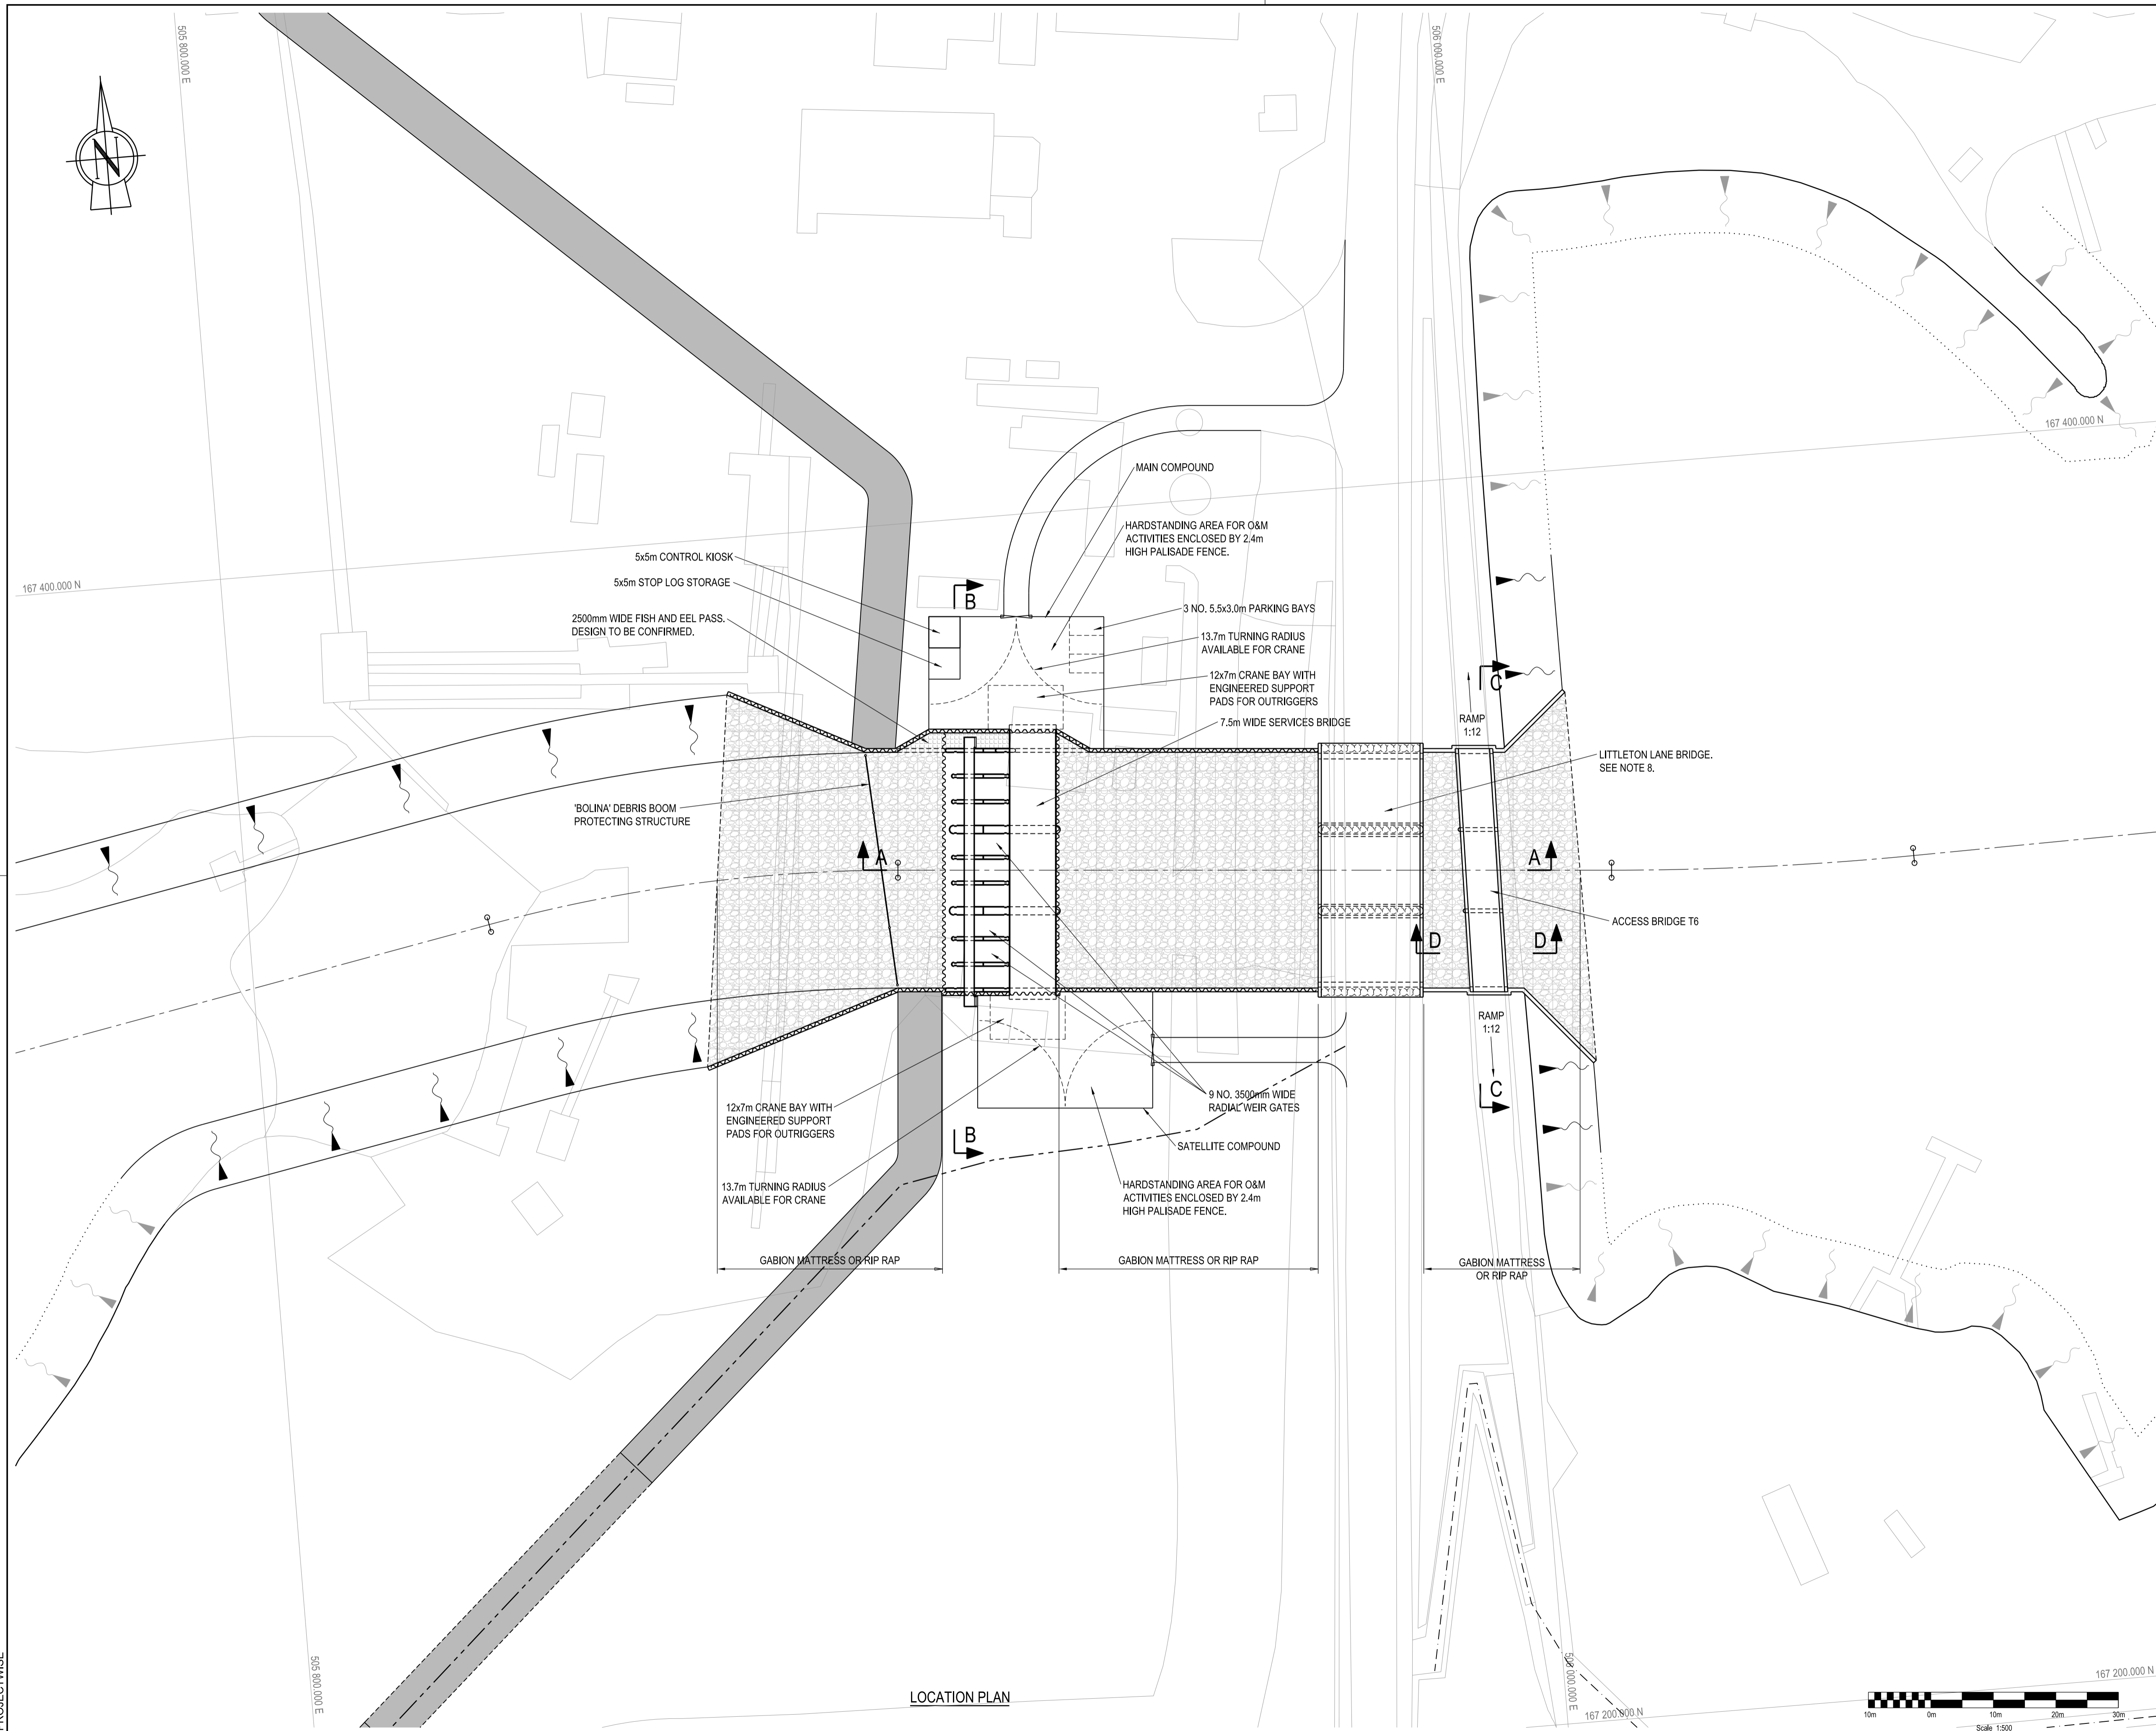 505 800.000 E
506 000.000 E
N
167 400.000 N
MAIN COMPOUND
HARDSTANDING AREA FOR O&M
ACTIVITIES ENCLOSED BY 2.4m
HIGH PALISADE FENCE.
5x5m CONTROL KIOSK
5x5m STOP LOG STORAGE
167 400.000 N
B
2500mm WIDE FISH AND EEL PASS.
DESIGN TO BE CONFIRMED.
3 NO. 5.5x3.0m PARKING BAYS
13.7m TURNING RADIUS
AVAILABLE FOR CRANE
12x7m CRANE BAY WITH
ENGINEERED SUPPORT
PADS FOR OUTRIGGERS
7.5m WIDE SERVICES BRIDGE
C
RAMP
1:12
LITTLETON LANE BRIDGE.
SEE NOTE 8.
'BOLINA' DEBRIS BOOM
PROTECTING STRUCTURE
A
A
ACCESS BRIDGE T6
D
D
RAMP
1:12
C
9 NO. 3500mm WIDE
RADIAL WEIR GATES
12x7m CRANE BAY WITH
ENGINEERED SUPPORT
PADS FOR OUTRIGGERS
B
SATELLITE COMPOUND
13.7m TURNING RADIUS
AVAILABLE FOR CRANE
HARDSTANDING AREA FOR O&M
ACTIVITIES ENCLOSED BY 2.4m
HIGH PALISADE FENCE.
GABION MATTRESS OR RIP RAP
GABION MATTRESS OR RIP RAP
GABION MATTRESS
OR RIP RAP
505 800.000 E
506 000.000 E
167 200.000 N
167 200.000 N
LOCATION PLAN
10m 0m 10m 20m 30m
Scale 1:500
PROJECTWISE